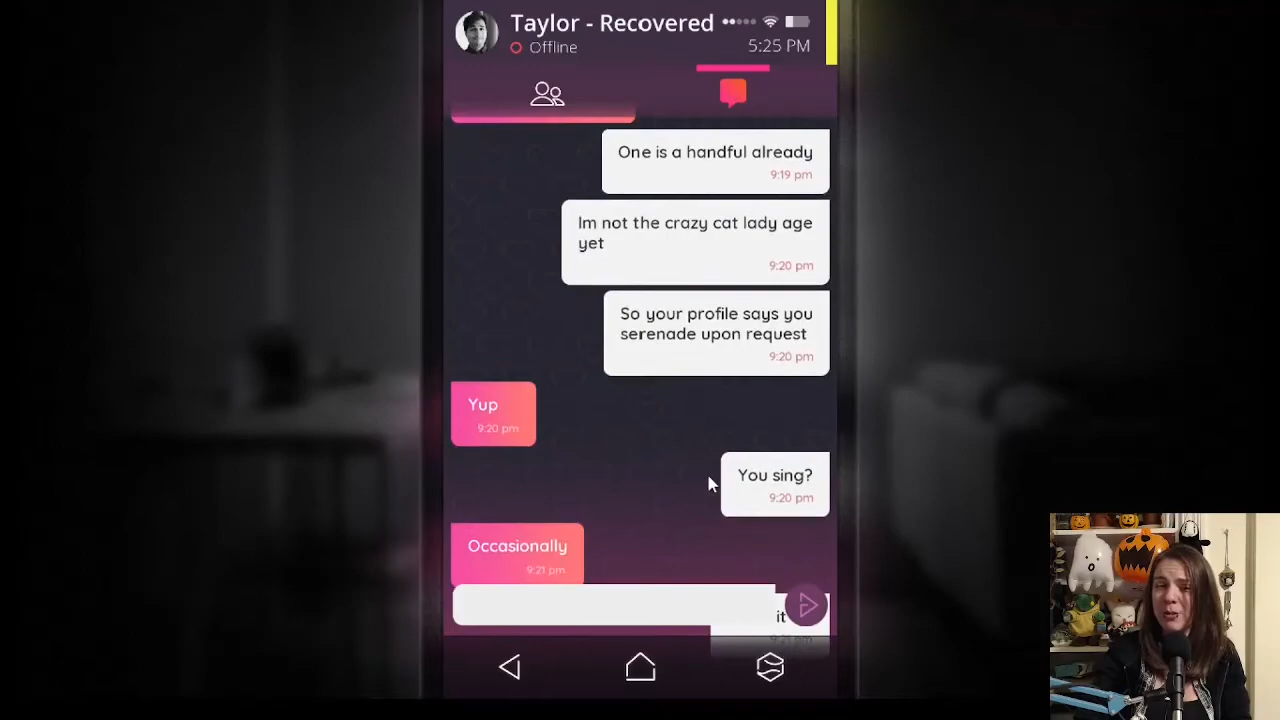 Taylor - Recovered
Offline
5:25 PM
One is a handful already
9:19 pm
Im not the crazy cat lady age
yet
9:20 pm
So your profile says you
serenade upon request
9:20 pm
Yup
9:20 pm
You sing?
9:20 pm
Occasionally
9:21 pm
it